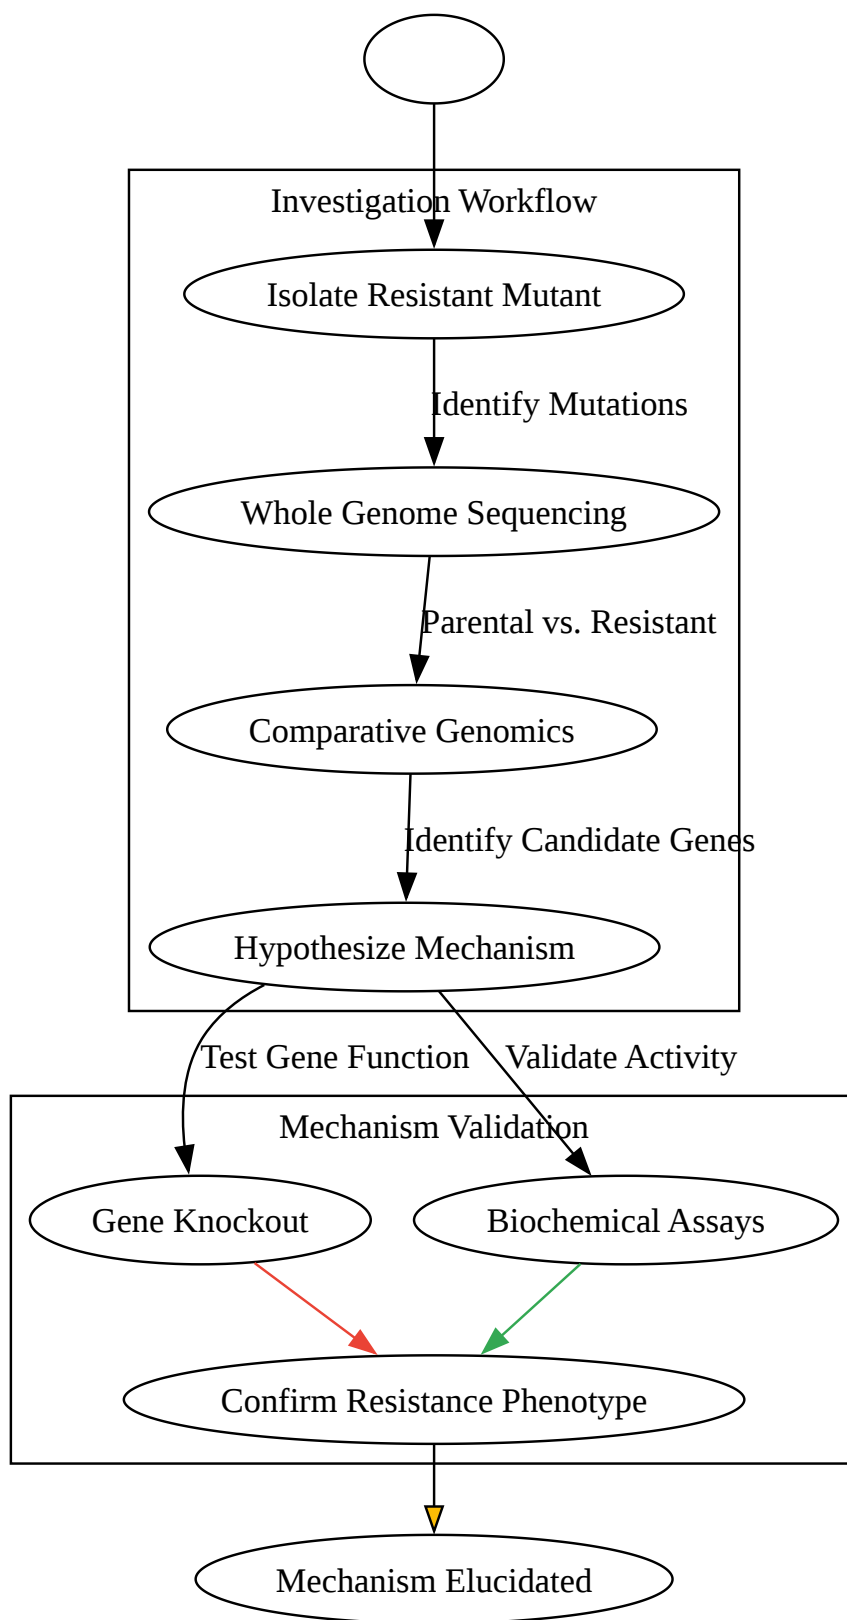 Investigation Workflow
Isolate Resistant Mutant
Identify Mutations
Whole Genome Sequencing
Parental vs. Resistant
Comparative Genomics
Identify Candidate Genes
Hypothesize Mechanism
Test Gene Function
Validate Activity
Mechanism Validation
Gene Knockout
Biochemical Assays
Confirm Resistance Phenotype
Mechanism Elucidated